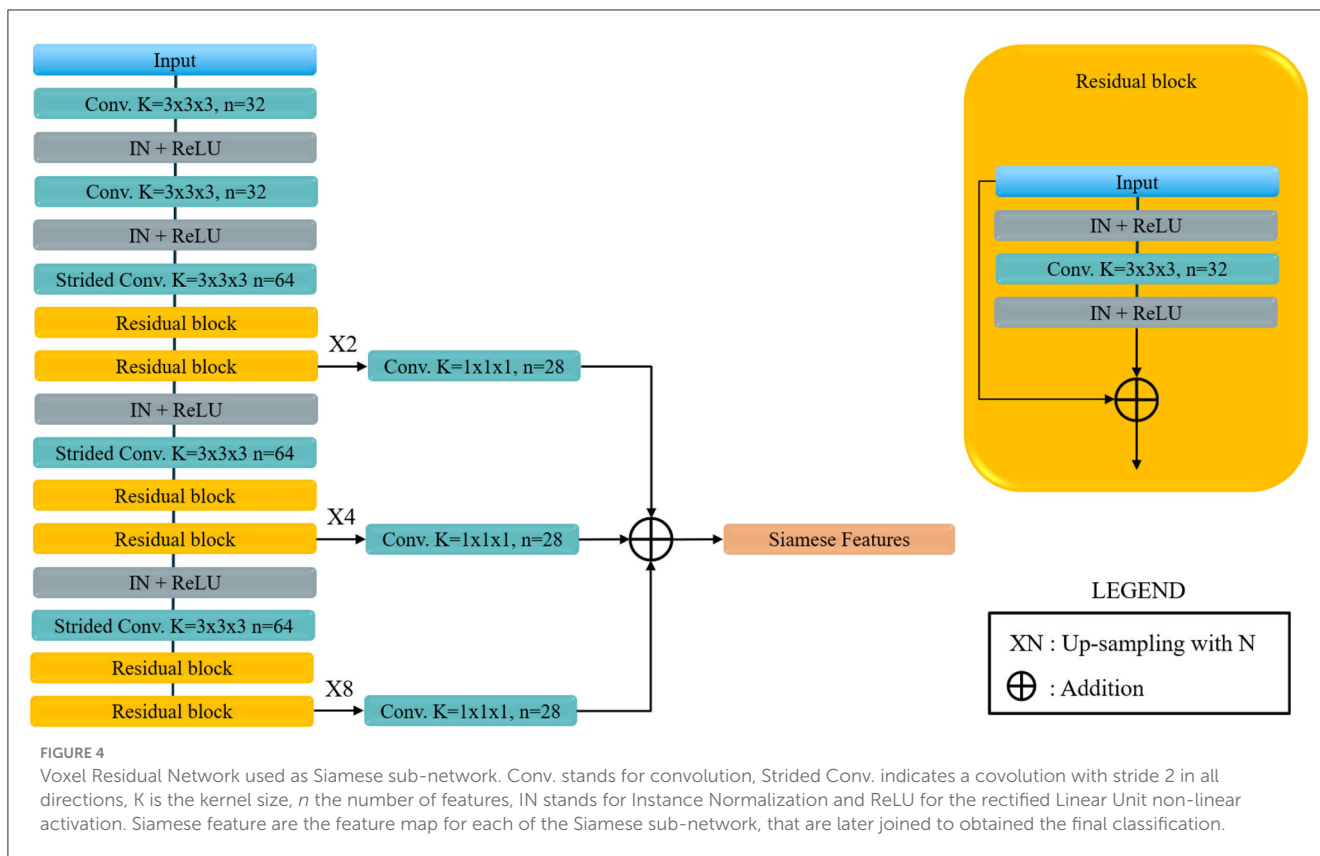 Input
Conv. K=3x3x3, n=32
IN + ReLU
Conv. K=3x3x3, n=32
IN + ReLU
Strided Conv. K=3x3x3 n=64
Residual block
Residual block
X2
Conv. K=1x1x1, n=28
IN + ReLU
Strided Conv. K=3x3x3 n=64
Residual block
Residual block
X4
Conv. K=1x1x1, n=28
Siamese Features
IN + ReLU
Strided Conv. K=3x3x3 n=64
Residual block
Residual block
X8
Conv. K=1x1x1, n=28
Residual block
Input
IN + ReLU
Conv. K=3x3x3, n=32
IN + ReLU
LEGEND
XN : Up-sampling with N
: Addition
FIGURE 4
Voxel Residual Network used as Siamese sub-network. Conv. stands for convolution, Strided Conv. indicates a covolution with stride 2 in all
directions, K is the kernel size, n the number of features, IN stands for Instance Normalization and ReLU for the rectified Linear Unit non-linear
activation. Siamese feature are the feature map for each of the Siamese sub-network, that are later joined to obtained the final classification.